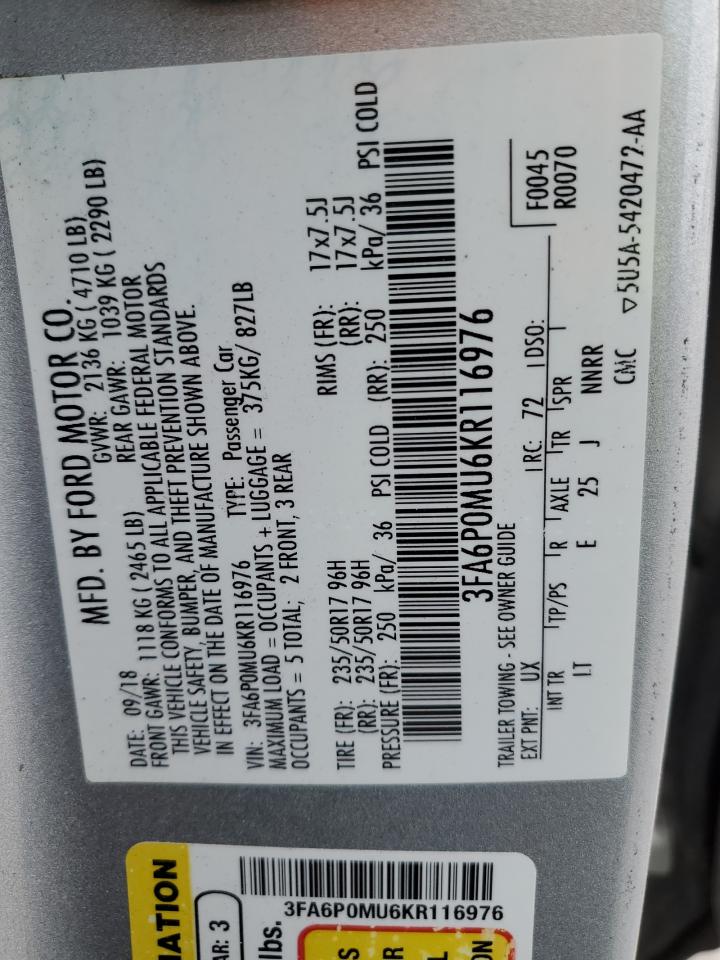 MFD. BY FORD MOTOR CO.
DATE: 09/18 GVWR: 2136 KG ( 4710 LB)
FRONT GAWR: 1118 KG ( 2465 LB) REAR GAWR: 1039 KG ( 2290 LB)
THIS VEHICLE CONFORMS TO ALL APPLICABLE FEDERAL MOTOR
VEHICLE SAFETY, BUMPER, AND THEFT PREVENTION STANDARDS
IN EFFECT ON THE DATE OF MANUFACTURE SHOWN ABOVE.
VIN: 3FA6P0MU6KR116976 TYPE: Passenger Car
MAXIMUM LOAD = OCCUPANTS + LUGGAGE = 375KG/ 827LB
OCCUPANTS = 5 TOTAL; 2 FRONT, 3 REAR
TIRE (FR): 235/50R17 96H RIMS (FR): 17x7.5J
(RR): 235/50R17 96H (RR): 17x7.5J
PRESSURE (FR): 250 kPa/ 36 PSI COLD (RR): 250 kPa/ 36 PSI COLD
3FA6P0MU6KR116976
TRAILER TOWING - SEE OWNER GUIDE
F0045
R0070
EXT PNT: UX RC: 72 DSO:
INT TR TP/PS R AXLE TR SPR
LT E 25 J NNRR
CMC ▽5U5A-5420472-AA
MATION
AR: 3
lbs.
3FA6P0MU6KR116976
S
R
L
ON